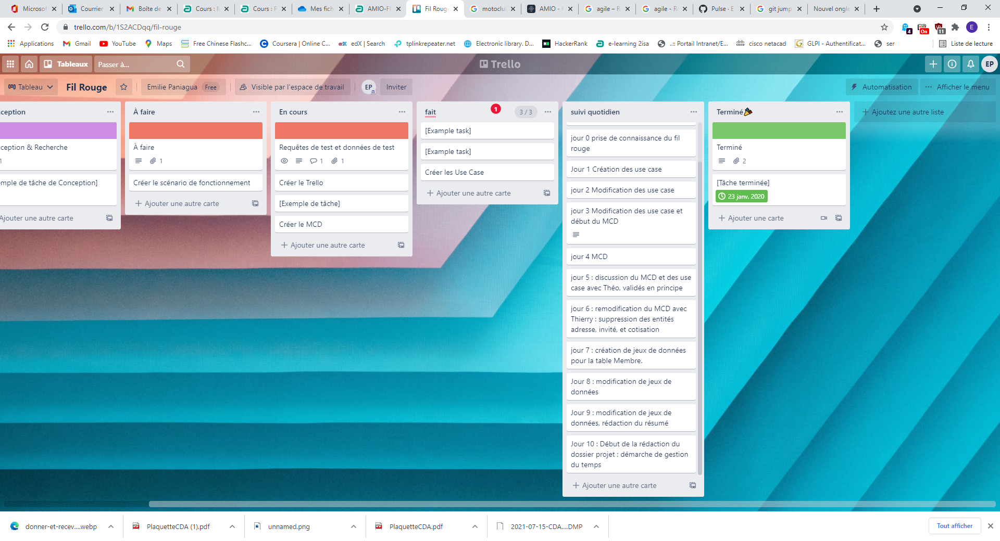 Microsof
Courrier
Boîte de
Cours : M
Cours : P
Mes fich
AMIO-FI
Fil Rouge
motoclu
AMIO - E
agile – R
agile - Re
Pulse · E
git jump
Nouvel ongle
trello.com/b/1S2ACDqq/fil-rouge
4
On
11
E
Applications
Gmail
YouTube
Maps
Free Chinese Flashc...
Coursera | Online C...
edX | Search
tplinkrepeater.net
Electronic library. D...
HackerRank
e-learning 2isa
..:: Portail Intranet/E...
cisco netacad
GLPI - Authentificat...
ser
Liste de lecture
Tableaux
Passer à...
Trello
EP
Tableau
Fil Rouge
Emilie Paniagua Free
Visible par l'espace de travail
EP
Inviter
Automatisation
Afficher le menu
ception
ception & Recherche
1
mple de tâche de Conception]
Ajouter une autre carte
À faire
À faire
1
Créer le scénario de fonctionnement
Ajouter une autre carte
En cours
Requêtes de test et données de test
1
1
Créer le Trello
[Exemple de tâche]
Créer le MCD
Ajouter une autre carte
fait
1
3 / 3
[Example task]
[Example task]
Créer les Use Case
Ajouter une autre carte
suivi quotidien
jour 0 prise de connaissance du fil
rouge
Jour 1 Création des use case
jour 2 Modification des use case
jour 3 Modification des use case et
début du MCD
jour 4 MCD
jour 5 : discussion du MCD et des use
case avec Théo, validés en principe
jour 6 : remodification du MCD avec
Thierry : suppression des entités
adresse, invité, et cotisation
jour 7 : création de jeux de données
pour la table Membre.
Jour 8 : modification de jeux de
données
Jour 9 : modification de jeux de
données, rédaction du résumé
Jour 10 : Début de la rédaction du
dossier projet : démarche de gestion
du temps
Ajouter une autre carte
Terminé
Terminé
2
[Tâche terminée]
23 janv. 2020
Ajouter une carte
Ajoutez une autre liste
donner-et-recev....webp
PlaquetteCDA (1).pdf
unnamed.png
PlaquetteCDA.pdf
2021-07-15-CDA....DMP
Tout afficher